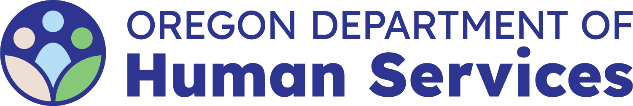 OREGON DEPARTMENT OF
Human Services